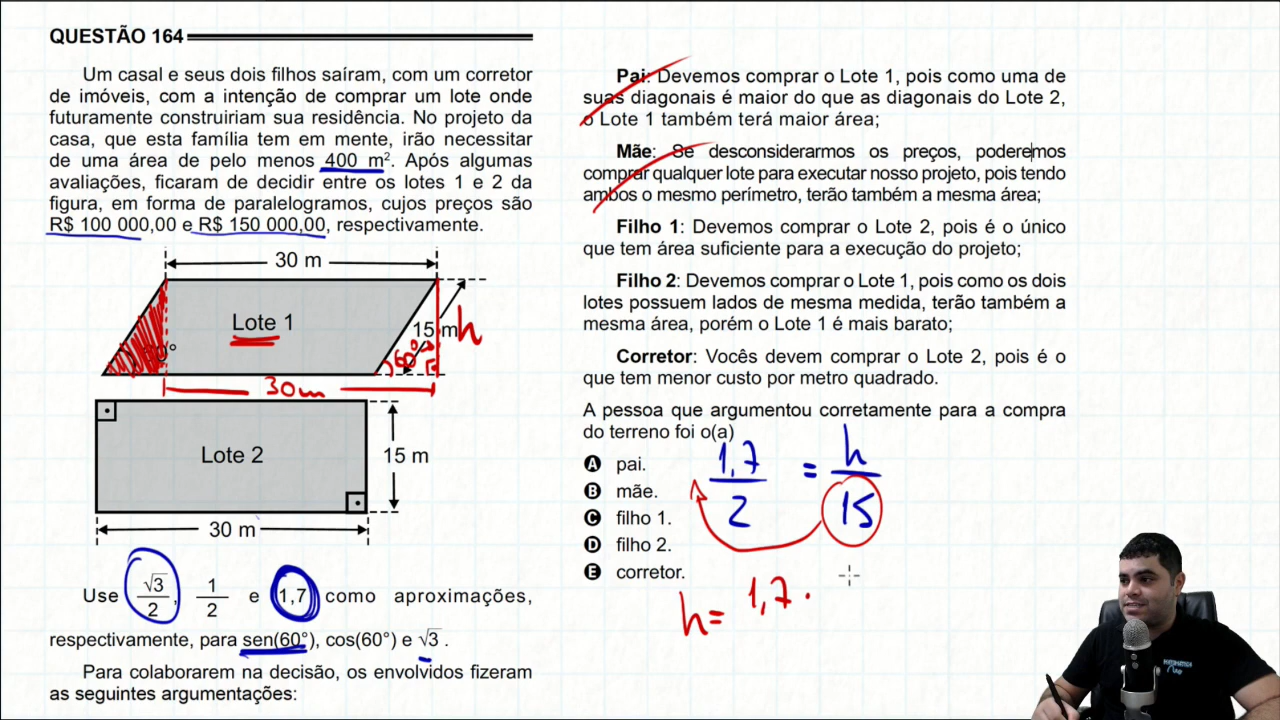 QUESTÃO 164
Um casal e seus dois filhos saíram, com um corretor
de imóveis, com a intenção de comprar um lote onde
futuramente construiriam sua residência. No projeto da
casa, que esta família tem em mente, irão necessitar
de uma área de pelo menos 400 m². Após algumas
avaliações, ficaram de decidir entre os lotes 1 e 2 da
figura, em forma de paralelogramos, cujos preços são
R$ 100 000,00 e R$ 150 000,00, respectivamente.
30 m
Lote 1
15 m
h
60°
30m
Lote 2
15 m
30 m
Use √3/2, 1/2 e 1,7 como aproximações,
respectivamente, para sen(60°), cos(60°) e √3.
Para colaborarem na decisão, os envolvidos fizeram
as seguintes argumentações:
Pai: Devemos comprar o Lote 1, pois como uma de
suas diagonais é maior do que as diagonais do Lote 2,
o Lote 1 também terá maior área;
Mãe: Se desconsiderarmos os preços, poderemos
comprar qualquer lote para executar nosso projeto, pois tendo
ambos o mesmo perímetro, terão também a mesma área;
Filho 1: Devemos comprar o Lote 2, pois é o único
que tem área suficiente para a execução do projeto;
Filho 2: Devemos comprar o Lote 1, pois como os dois
lotes possuem lados de mesma medida, terão também a
mesma área, porém o Lote 1 é mais barato;
Corretor: Vocês devem comprar o Lote 2, pois é o
que tem menor custo por metro quadrado.
A pessoa que argumentou corretamente para a compra
do terreno foi o(a)
A pai.
B mãe.
C filho 1.
D filho 2.
E corretor.
1,7/2 = h/15
h= 1,7 ·